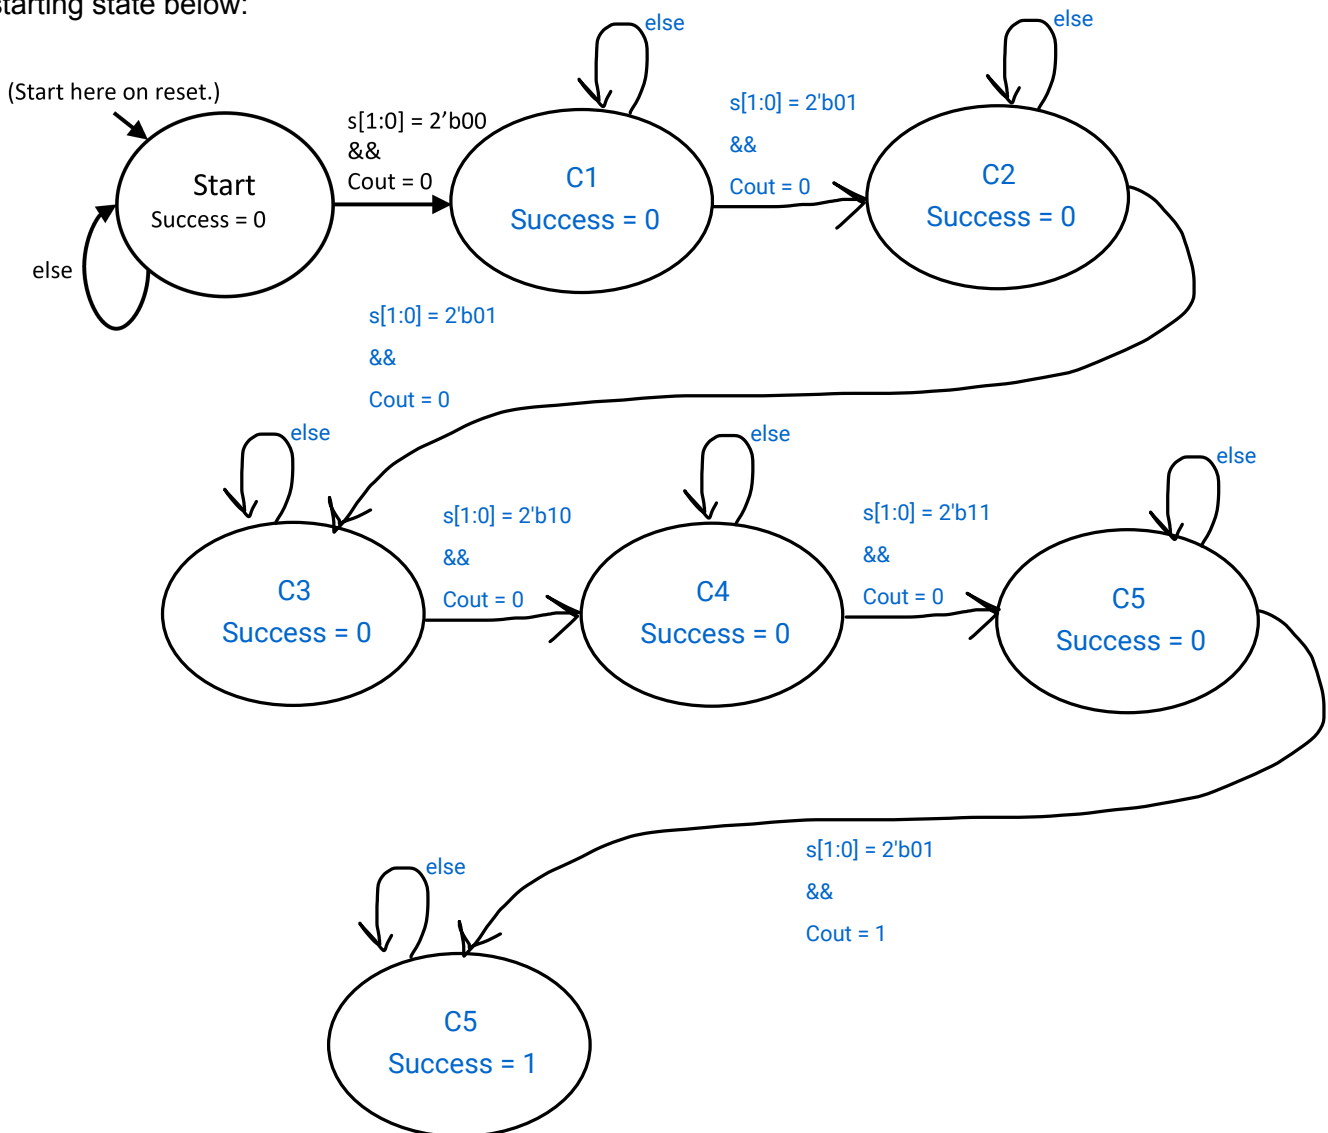 starting state below:
else
else
(Start here on reset.)
s[1:0] = 2’b00
&&
Cout = 0
s[1:0] = 2'b01
&&
Cout = 0
Start
Success = 0
C1
Success = 0
C2
Success = 0
else
s[1:0] = 2'b01
&&
Cout = 0
else
else
else
s[1:0] = 2'b10
&&
Cout = 0
s[1:0] = 2'b11
&&
Cout = 0
C3
Success = 0
C4
Success = 0
C5
Success = 0
s[1:0] = 2'b01
&&
Cout = 1
else
C5
Success = 1